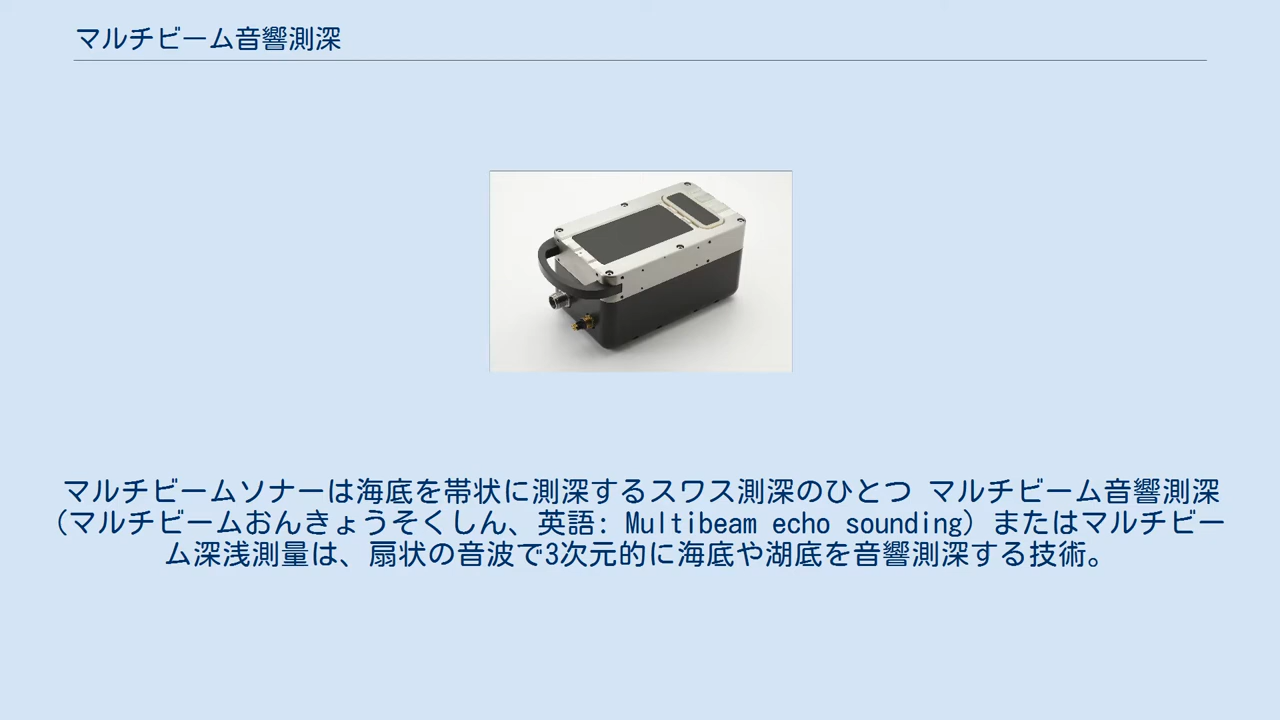 マルチビーム音響測深
マルチビームソナーは海底を帯状に測深するスワス測深のひとつ マルチビーム音響測深
(マルチビームおんきょうそくしん、英語: Multibeam echo sounding) またはマルチビー
ム深浅測量は、扇状の音波で3次元的に海底や湖底を音響測深する技術。